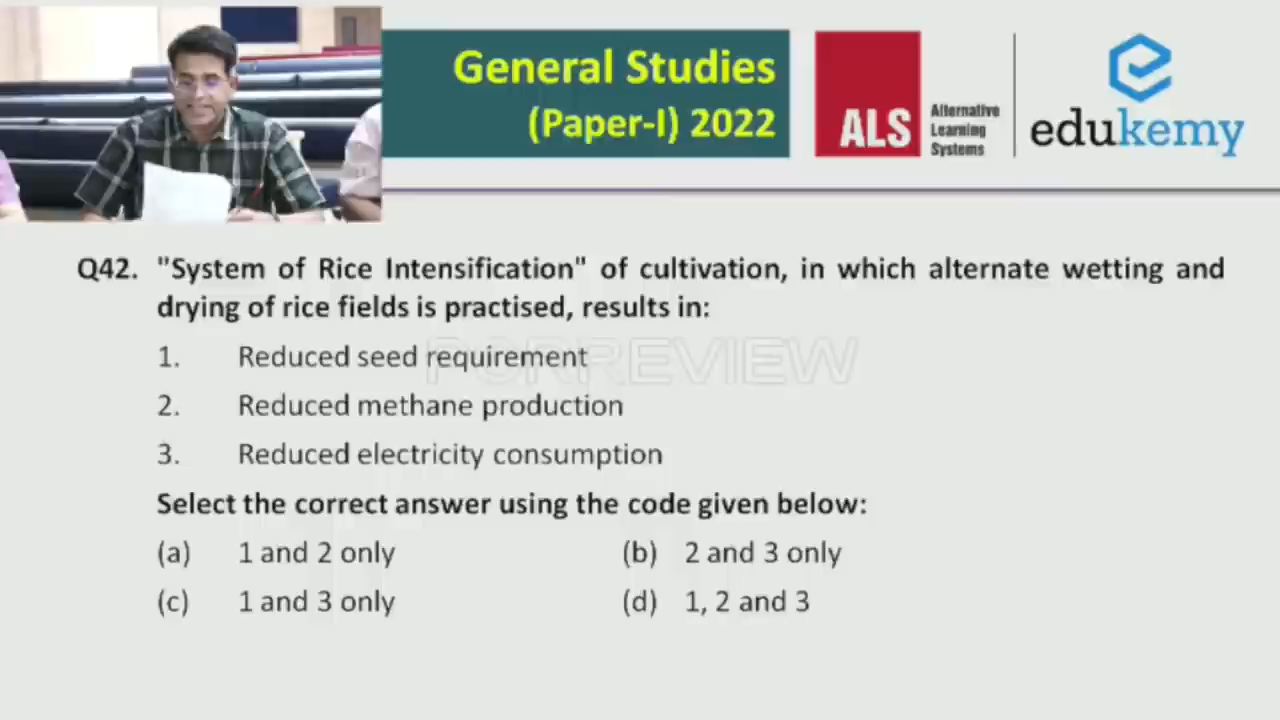 General Studies
(Paper-I) 2022
ALS
Alternative
Learning
Systems
edukemy
Q42. "System of Rice Intensification" of cultivation, in which alternate wetting and
drying of rice fields is practised, results in:
1. Reduced seed requirement
2. Reduced methane production
3. Reduced electricity consumption
FORREVIEW
Select the correct answer using the code given below:
(a) 1 and 2 only (b) 2 and 3 only
(c) 1 and 3 only (d) 1, 2 and 3